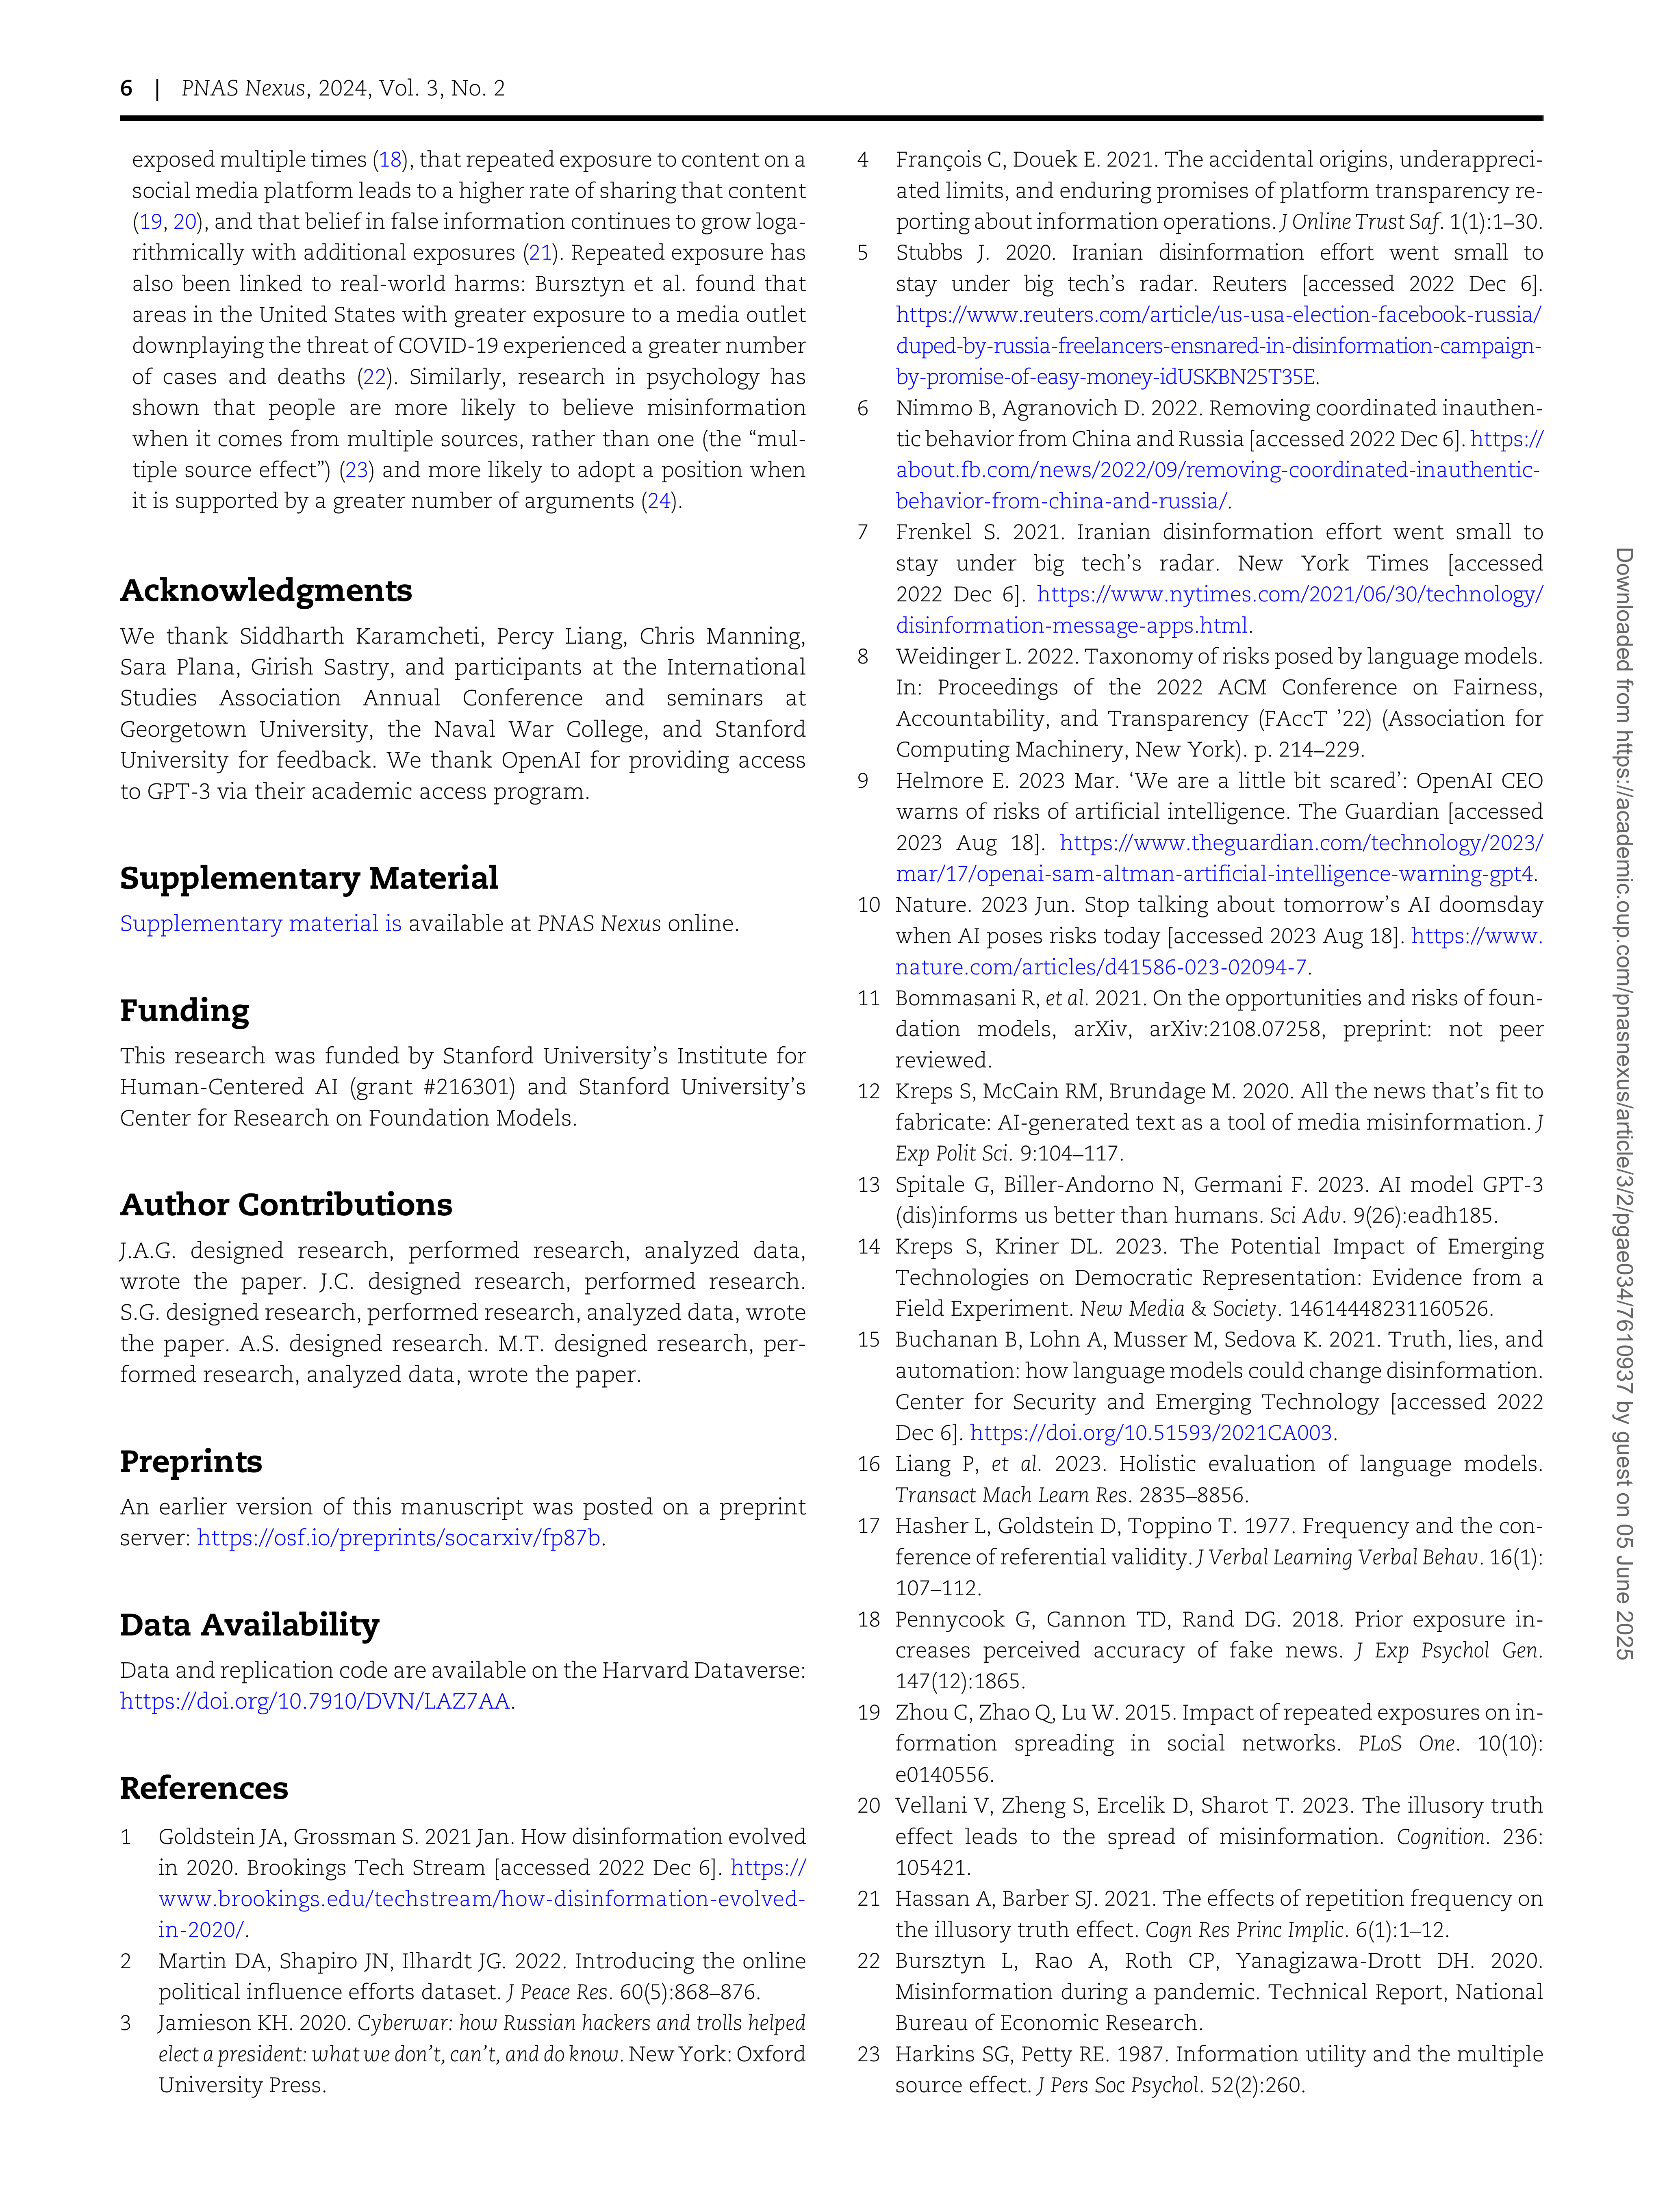 6 | PNAS Nexus, 2024, Vol. 3, No. 2
exposed multiple times (18), that repeated exposure to content on a
social media platform leads to a higher rate of sharing that content
(19, 20), and that belief in false information continues to grow loga-
rithmically with additional exposures (21). Repeated exposure has
also been linked to real-world harms: Bursztyn et al. found that
areas in the United States with greater exposure to a media outlet
downplaying the threat of COVID-19 experienced a greater number
of cases and deaths (22). Similarly, research in psychology has
shown that people are more likely to believe misinformation
when it comes from multiple sources, rather than one (the “mul-
tiple source effect”) (23) and more likely to adopt a position when
it is supported by a greater number of arguments (24).
Acknowledgments
We thank Siddharth Karamcheti, Percy Liang, Chris Manning,
Sara Plana, Girish Sastry, and participants at the International
Studies Association Annual Conference and seminars at
Georgetown University, the Naval War College, and Stanford
University for feedback. We thank OpenAI for providing access
to GPT-3 via their academic access program.
Supplementary Material
Supplementary material is available at PNAS Nexus online.
Funding
This research was funded by Stanford University’s Institute for
Human-Centered AI (grant #216301) and Stanford University’s
Center for Research on Foundation Models.
Author Contributions
J.A.G. designed research, performed research, analyzed data,
wrote the paper. J.C. designed research, performed research.
S.G. designed research, performed research, analyzed data, wrote
the paper. A.S. designed research. M.T. designed research, per-
formed research, analyzed data, wrote the paper.
Preprints
An earlier version of this manuscript was posted on a preprint
server: https://osf.io/preprints/socarxiv/fp87b.
Data Availability
Data and replication code are available on the Harvard Dataverse:
https://doi.org/10.7910/DVN/LAZ7AA.
References
1 Goldstein JA, Grossman S. 2021 Jan. How disinformation evolved
in 2020. Brookings Tech Stream [accessed 2022 Dec 6]. https://
www.brookings.edu/techstream/how-disinformation-evolved-
in-2020/.
2 Martin DA, Shapiro JN, Ilhardt JG. 2022. Introducing the online
political influence efforts dataset. J Peace Res. 60(5):868–876.
3 Jamieson KH. 2020. Cyberwar: how Russian hackers and trolls helped
elect a president: what we don’t, can’t, and do know. New York: Oxford
University Press.
4 François C, Douek E. 2021. The accidental origins, underappreci-
ated limits, and enduring promises of platform transparency re-
porting about information operations. J Online Trust Saf. 1(1):1–30.
5 Stubbs J. 2020. Iranian disinformation effort went small to
stay under big tech’s radar. Reuters [accessed 2022 Dec 6].
https://www.reuters.com/article/us-usa-election-facebook-russia/
duped-by-russia-freelancers-ensnared-in-disinformation-campaign-
by-promise-of-easy-money-idUSKBN25T35E.
6 Nimmo B, Agranovich D. 2022. Removing coordinated inauthen-
tic behavior from China and Russia [accessed 2022 Dec 6]. https://
about.fb.com/news/2022/09/removing-coordinated-inauthentic-
behavior-from-china-and-russia/.
7 Frenkel S. 2021. Iranian disinformation effort went small to
stay under big tech’s radar. New York Times [accessed
2022 Dec 6]. https://www.nytimes.com/2021/06/30/technology/
disinformation-message-apps.html.
8 Weidinger L. 2022. Taxonomy of risks posed by language models.
In: Proceedings of the 2022 ACM Conference on Fairness,
Accountability, and Transparency (FAccT ’22) (Association for
Computing Machinery, New York). p. 214–229.
9 Helmore E. 2023 Mar. ‘We are a little bit scared’: OpenAI CEO
warns of risks of artificial intelligence. The Guardian [accessed
2023 Aug 18]. https://www.theguardian.com/technology/2023/
mar/17/openai-sam-altman-artificial-intelligence-warning-gpt4.
10 Nature. 2023 Jun. Stop talking about tomorrow’s AI doomsday
when AI poses risks today [accessed 2023 Aug 18]. https://www.
nature.com/articles/d41586-023-02094-7.
11 Bommasani R, et al. 2021. On the opportunities and risks of foun-
dation models, arXiv, arXiv:2108.07258, preprint: not peer
reviewed.
12 Kreps S, McCain RM, Brundage M. 2020. All the news that’s fit to
fabricate: AI-generated text as a tool of media misinformation. J
Exp Polit Sci. 9:104–117.
13 Spitale G, Biller-Andorno N, Germani F. 2023. AI model GPT-3
(dis)informs us better than humans. Sci Adv. 9(26):eadh185.
14 Kreps S, Kriner DL. 2023. The Potential Impact of Emerging
Technologies on Democratic Representation: Evidence from a
Field Experiment. New Media & Society. 14614448231160526.
15 Buchanan B, Lohn A, Musser M, Sedova K. 2021. Truth, lies, and
automation: how language models could change disinformation.
Center for Security and Emerging Technology [accessed 2022
Dec 6]. https://doi.org/10.51593/2021CA003.
16 Liang P, et al. 2023. Holistic evaluation of language models.
Transact Mach Learn Res. 2835–8856.
17 Hasher L, Goldstein D, Toppino T. 1977. Frequency and the con-
ference of referential validity. J Verbal Learning Verbal Behav. 16(1):
107–112.
18 Pennycook G, Cannon TD, Rand DG. 2018. Prior exposure in-
creases perceived accuracy of fake news. J Exp Psychol Gen.
147(12):1865.
19 Zhou C, Zhao Q, Lu W. 2015. Impact of repeated exposures on in-
formation spreading in social networks. PLoS One. 10(10):
e0140556.
20 Vellani V, Zheng S, Ercelik D, Sharot T. 2023. The illusory truth
effect leads to the spread of misinformation. Cognition. 236:
105421.
21 Hassan A, Barber SJ. 2021. The effects of repetition frequency on
the illusory truth effect. Cogn Res Princ Implic. 6(1):1–12.
22 Bursztyn L, Rao A, Roth CP, Yanagizawa-Drott DH. 2020.
Misinformation during a pandemic. Technical Report, National
Bureau of Economic Research.
23 Harkins SG, Petty RE. 1987. Information utility and the multiple
source effect. J Pers Soc Psychol. 52(2):260.
Downloaded from https://academic.oup.com/pnasnexus/article/3/2/pgae034/7610937 by guest on 05 June 2025